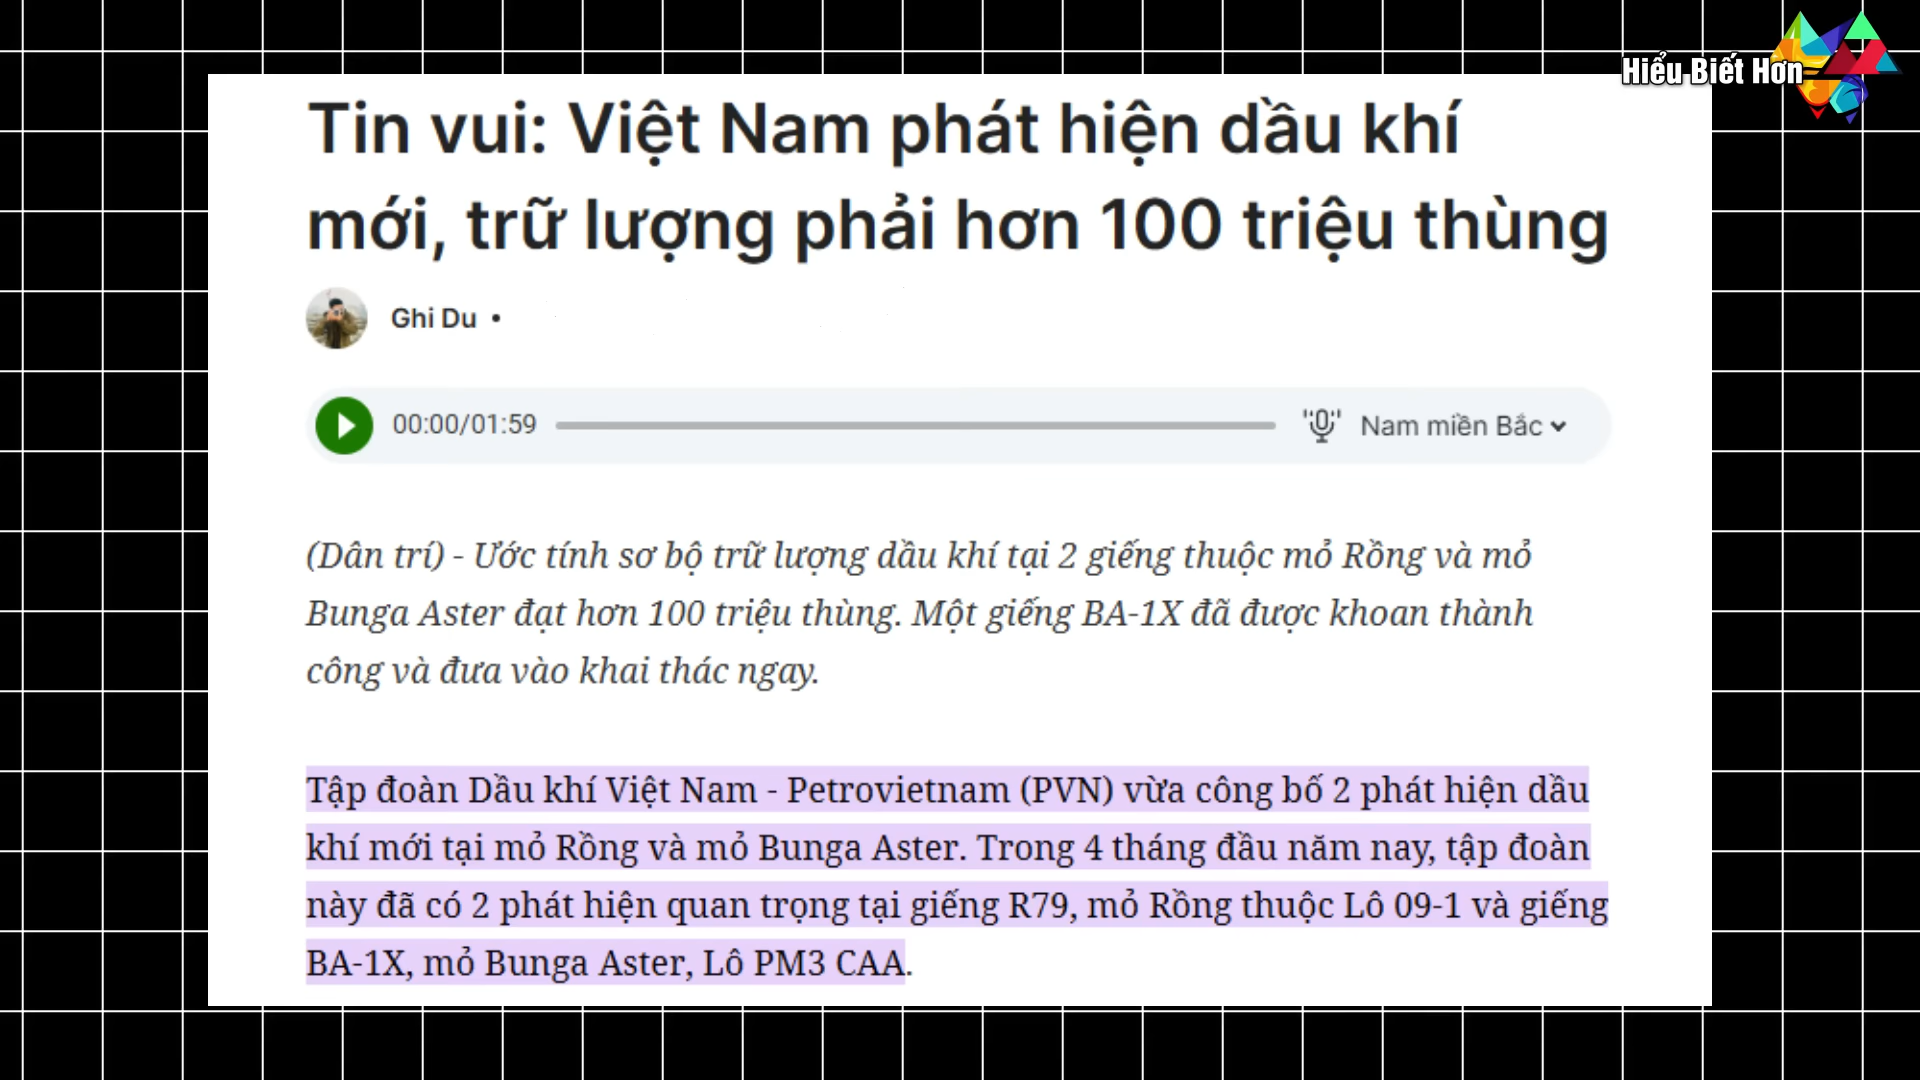 Hiểu Biết Hơn
Tin vui: Việt Nam phát hiện dầu khí
mới, trữ lượng phải hơn 100 triệu thùng
Ghi Du •
00:00/01:59
Nam miền Bắc
(Dân trí) - Ước tính sơ bộ trữ lượng dầu khí tại 2 giếng thuộc mỏ Rồng và mỏ
Bunga Aster đạt hơn 100 triệu thùng. Một giếng BA-1X đã được khoan thành
công và đưa vào khai thác ngay.
Tập đoàn Dầu khí Việt Nam - Petrovietnam (PVN) vừa công bố 2 phát hiện dầu
khí mới tại mỏ Rồng và mỏ Bunga Aster. Trong 4 tháng đầu năm nay, tập đoàn
này đã có 2 phát hiện quan trọng tại giếng R79, mỏ Rồng thuộc Lô 09-1 và giếng
BA-1X, mỏ Bunga Aster, Lô PM3 CAA.